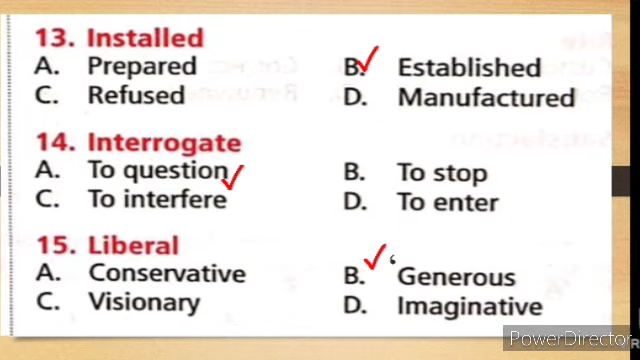 13. Installed
A. Prepared B. Established
C. Refused D. Manufactured
14. Interrogate
A. To question B. To stop
C. To interfere D. To enter
15. Liberal
A. Conservative B. Generous
C. Visionary D. Imaginative
PowerDirector